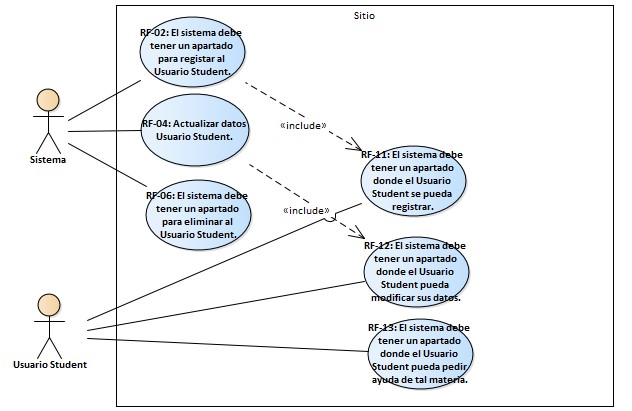 Sitio
RF-02: El sistema debe
tener un apartado
para registar al
Usuario Student.
«include»
RF-04: Actualizar datos
Usuario Student.
Sistema
RF-11: El sistema debe
tener un apartado
donde el Usuario
Student se pueda
registrar.
RF-06: El sistema debe
tener un apartado
para eliminar al
Usuario Student.
«include»
RF-12: El sistema debe
tener un apartado
donde el Usuario
Student pueda
modificar sus datos.
RF-13: El sistema debe
tener un apartado
donde el Usuario
Student pueda pedir
ayuda de tal materia.
Usuario Student